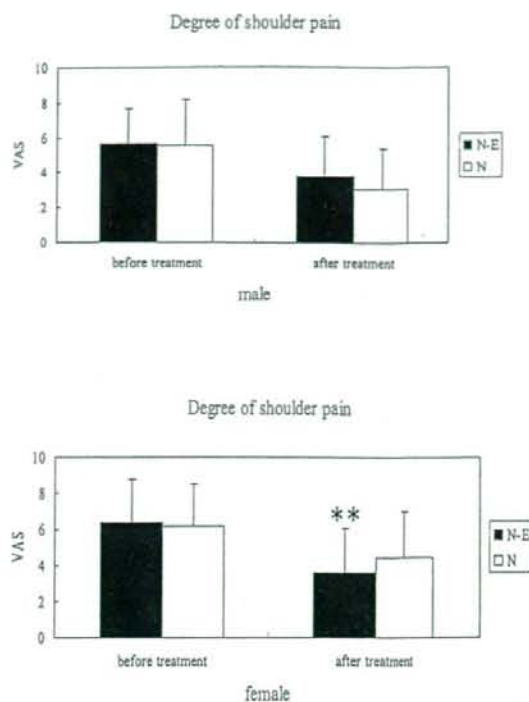 Degree of shoulder pain
10
8
6
4
2
0
VAS
N-E
N
before treatment
after treatment
male
Degree of shoulder pain
10
8
6
4
2
0
VAS
**
N-E
N
before treatment
after treatment
female